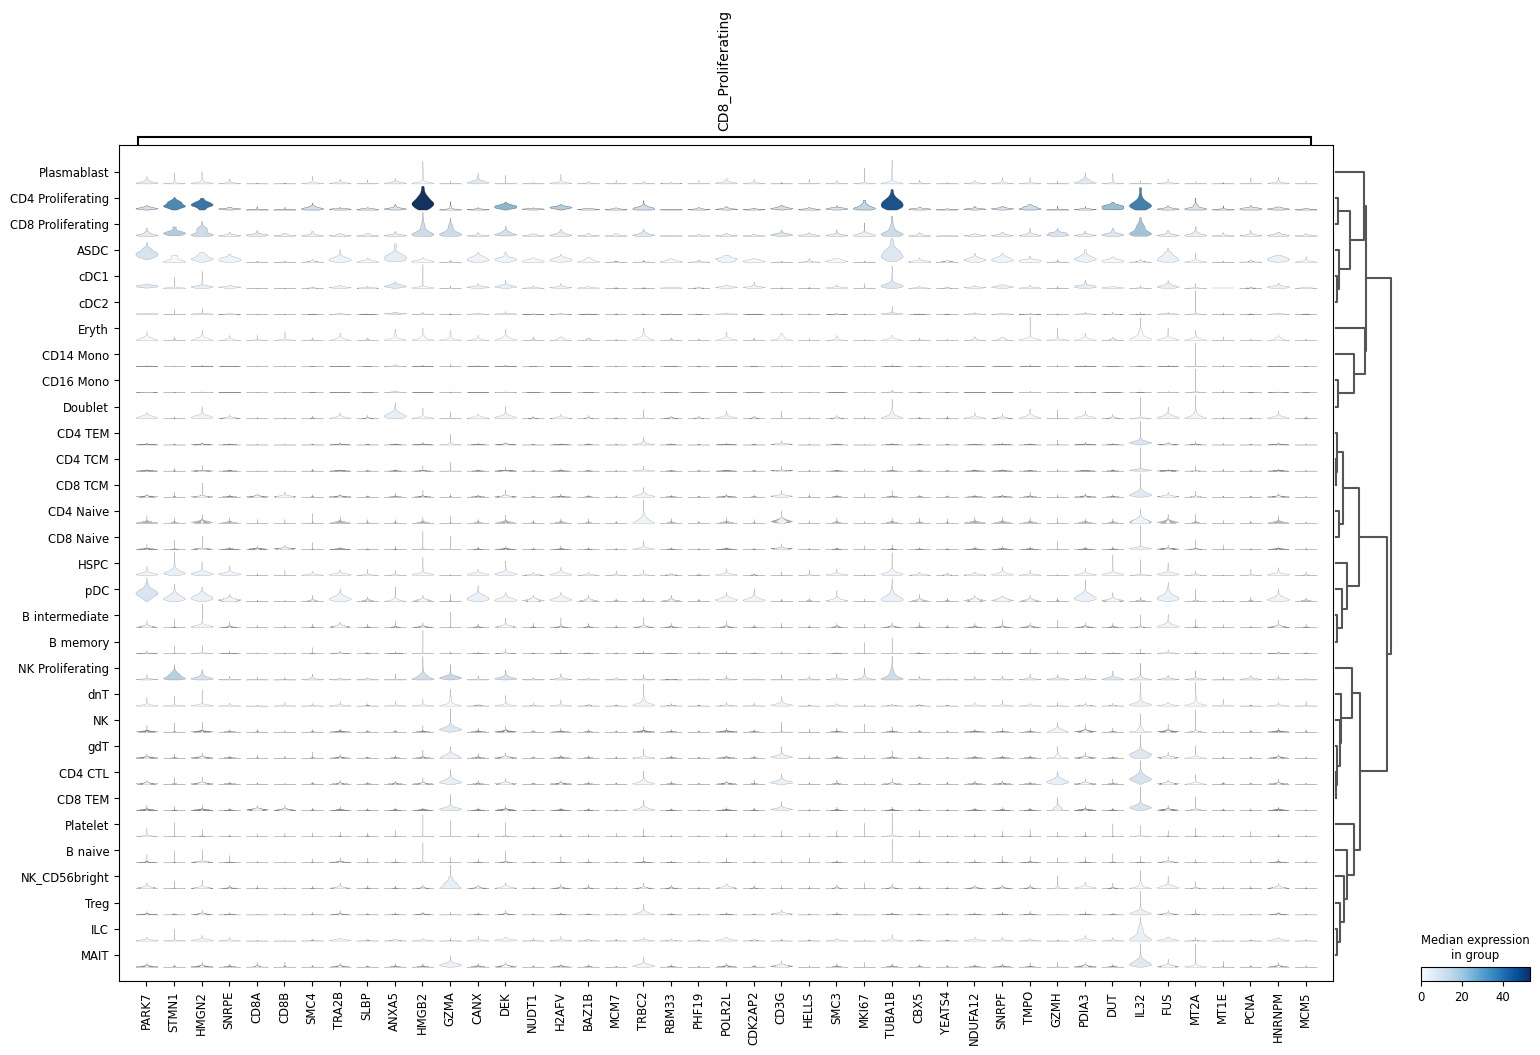 CD8_Proliferating
Plasmablast
CD4 Proliferating
CD8 Proliferating
ASDC
cDC1
cDC2
Eryth
CD14 Mono
CD16 Mono
Doublet
CD4 TEM
CD4 TCM
CD8 TCM
CD4 Naive
CD8 Naive
HSPC
pDC
B intermediate
B memory
NK Proliferating
dnT
NK
gdT
CD4 CTL
CD8 TEM
Platelet
B naive
NK_CD56bright
Treg
ILC
MAIT
PARK7
STMN1
HMGN2
SNRPE
CD8A
CD8B
SMC4
TRA2B
SLBP
ANXA5
HMGB2
GZMA
CANX
DEK
NUDT1
H2AFV
BAZ1B
MCM7
TRBC2
RBM33
PHF19
POLR2L
CDK2AP2
CD3G
HELLS
SMC3
MKI67
TUBA1B
CBX5
YEATS4
NDUFA12
SNRPF
TMPO
GZMH
PDIA3
DUT
IL32
FUS
MT2A
MT1E
PCNA
HNRNPM
MCM5
Median expression
in group
0 20 40